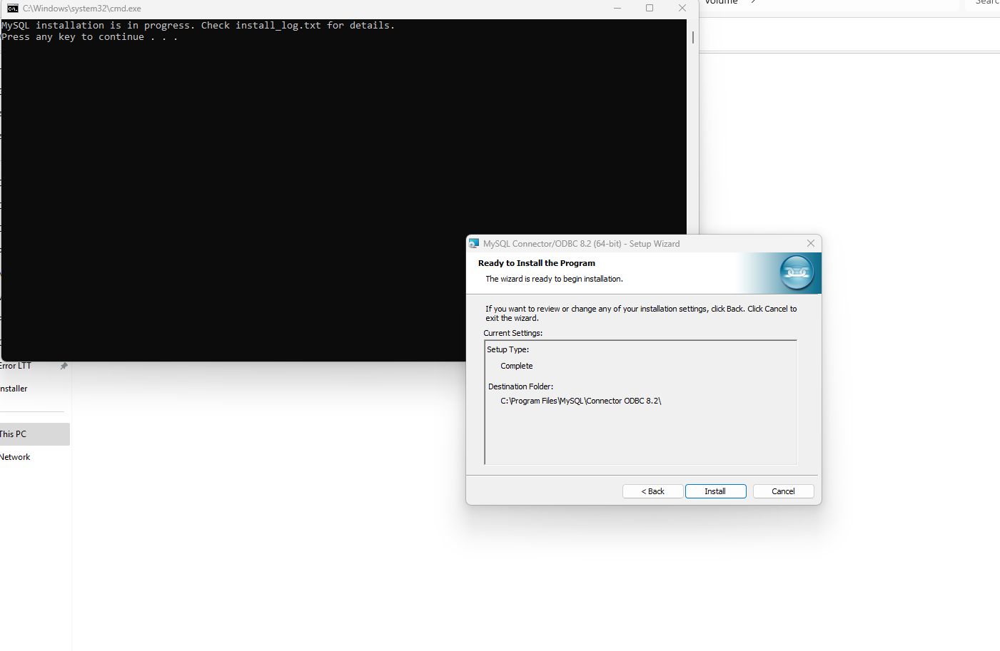 C:\Windows\system32\cmd.exe
MySQL installation is in progress. Check install_log.txt for details.
Press any key to continue . . .
volume
Searc
Error LTT
nstaller
This PC
Network
MySQL Connector/ODBC 8.2 (64-bit) - Setup Wizard
Ready to Install the Program
The wizard is ready to begin installation.
If you want to review or change any of your installation settings, click Back. Click Cancel to
exit the wizard.
Current Settings:
Setup Type:
Complete
Destination Folder:
C:\Program Files\MySQL\Connector ODBC 8.2\
< Back
Install
Cancel